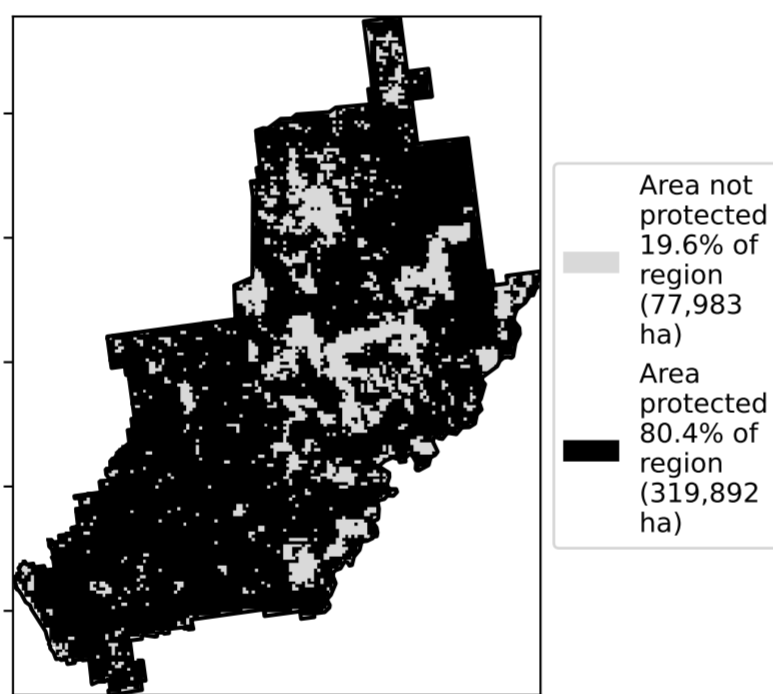 Area not
protected
19.6% of
region
(77,983
ha)
Area
protected
80.4% of
region
(319,892
ha)